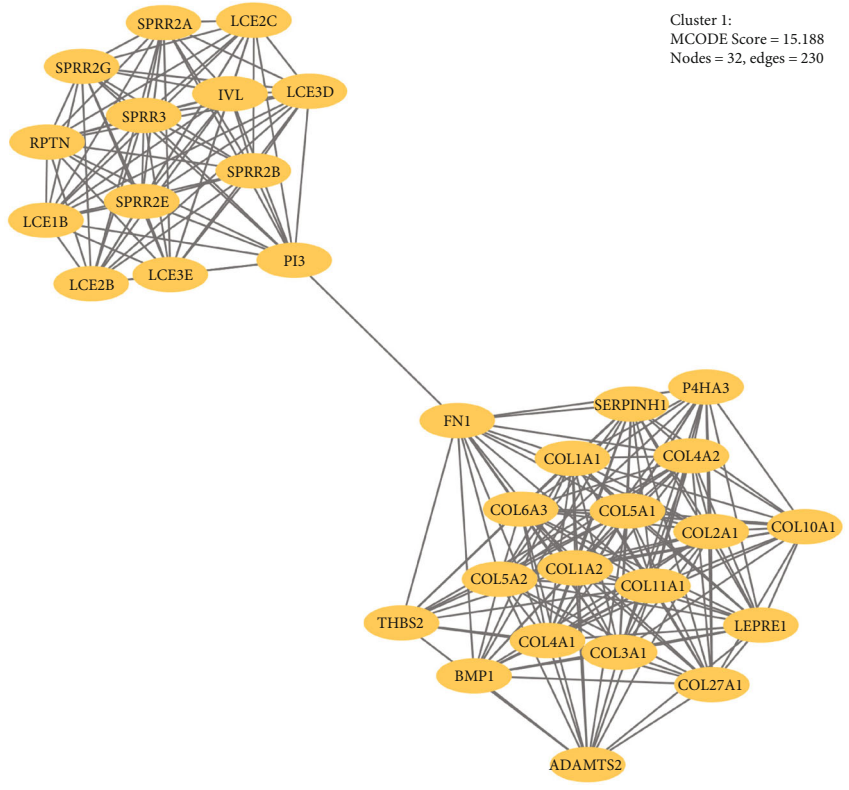 Cluster 1:
MCODE Score = 15.188
Nodes = 32, edges = 230
SPRR2A
LCE2C
SPRR2G
IVL
LCE3D
SPRR3
RPTN
SPRR2B
SPRR2E
LCE1B
PI3
LCE3E
LCE2B
P4HA3
SERPINH1
FN1
COL1A1
COL4A2
COL6A3
COL5A1
COL10A1
COL2A1
COL1A2
COL5A2
COL11A1
THBS2
LEPRE1
COL4A1
COL3A1
BMP1
COL27A1
ADAMTS2